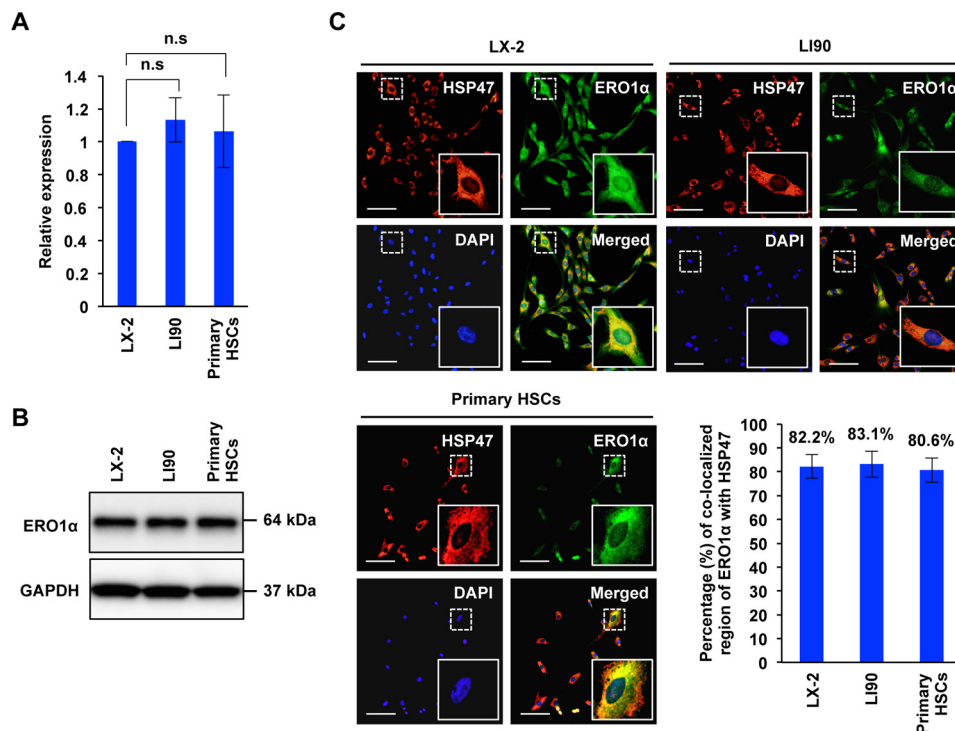 A
n.s
n.s
Relative expression
1.4
1.2
1
0.8
0.6
0.4
0.2
0
LX-2
LI90
Primary
HSCs
B
LX-2
LI90
Primary
HSCs
ERO1α
64 kDa
GAPDH
37 kDa
C
LX-2
HSP47
ERO1α
DAPI
Merged
LI90
HSP47
ERO1α
DAPI
Merged
Primary HSCs
HSP47
ERO1α
DAPI
Merged
Percentage (%) of co-localized
region of ERO1α with HSP47
100
90
80
70
60
50
40
30
20
10
0
82.2%
83.1%
80.6%
LX-2
LI90
Primary
HSCs